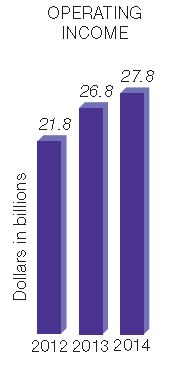 OPERATING
INCOME
27.8
26.8
21.8
Dollars in billions
2012 2013 2014